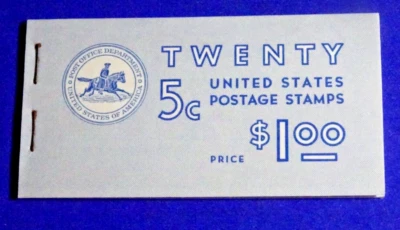 POST OFFICE DEPARTMENT
UNITED STATES OF AMERICA
TWENTY
5c UNITED STATES
POSTAGE STAMPS
PRICE $1.00